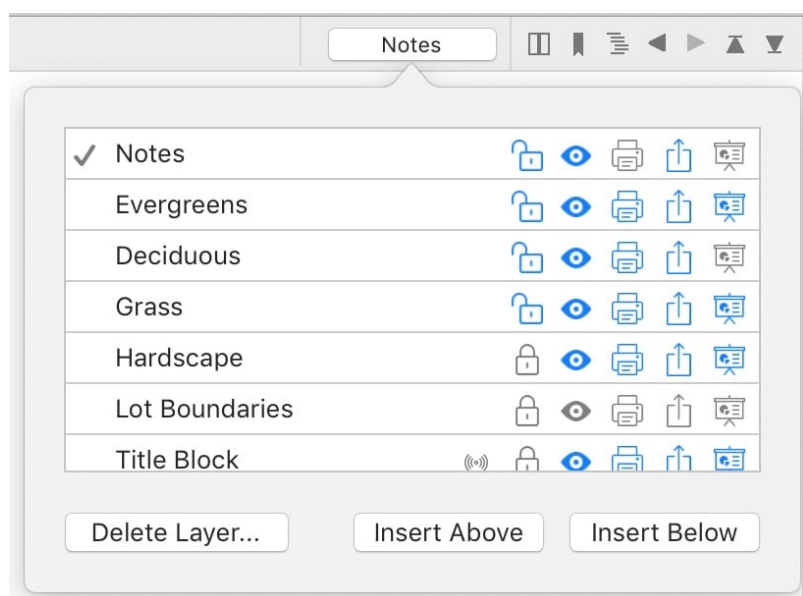 Notes
Notes
Evergreens
Deciduous
Grass
Hardscape
Lot Boundaries
Title Block
Delete Layer... Insert Above Insert Below